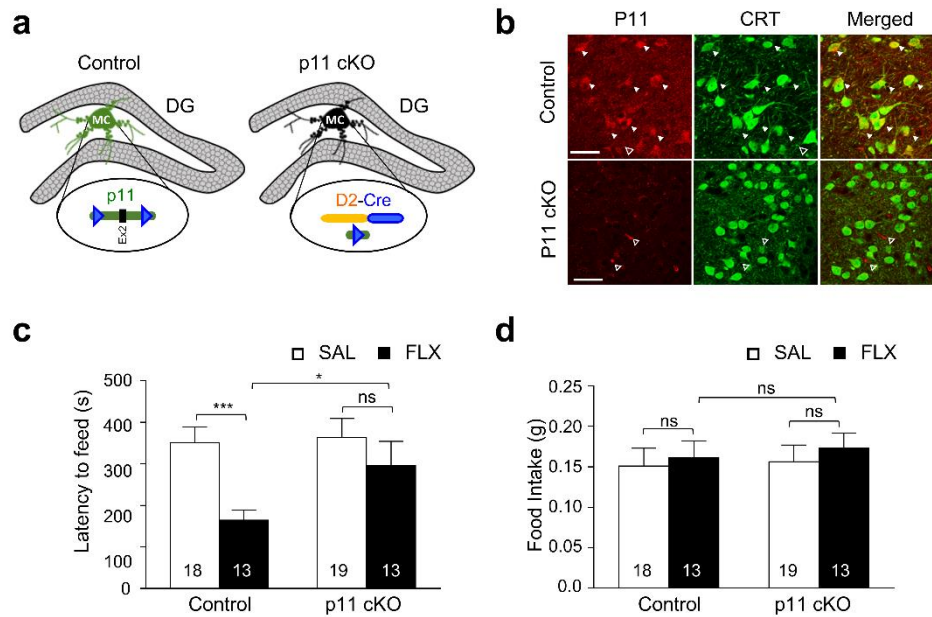 a
Control
p11 cKO
DG
DG
MC
MC
p11
Ex2
D2-Cre
b
P11
CRT
Merged
Control
P11 cKO
c
SAL
FLX
Latency to feed (s)
500
400
300
200
100
0
***
*
ns
18
13
19
13
Control
p11 cKO
d
SAL
FLX
Food Intake (g)
0.25
0.20
0.15
0.10
0.05
0.0
ns
ns
ns
18
13
19
13
Control
p11 cKO